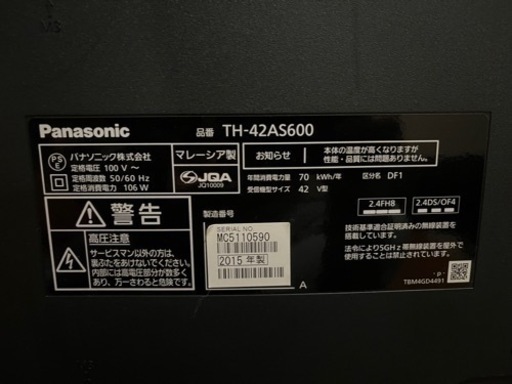 Panasonic
品番 TH-42AS600
PSE
パナソニック株式会社
定格電圧 100 V～
定格周波数 50/60 Hz
定格消費電力 106 W
マレーシア製
JQA
JQ10009
お知らせ
本体の温度が高くなりますが
性能・品質には問題ありません
年間消費電力量 70 kWh/年 区分名 DF1
受信機型サイズ 42 V型
警告
高圧注意
サービスマン以外の方は、
裏ぶたをあけないでください。
内部には高電圧部分が数多く
あり、万一さわると危険です。
製造番号
SERIAL NO.
MC5110590
2015 年製
A
2.4FH8
2.4DS/OF4
技術基準適合証明済みの無線装置を
搭載しています。
法令により5GHz帯無線装置を屋外で
使用することは禁止されています。
- P -
TBM4GD4491